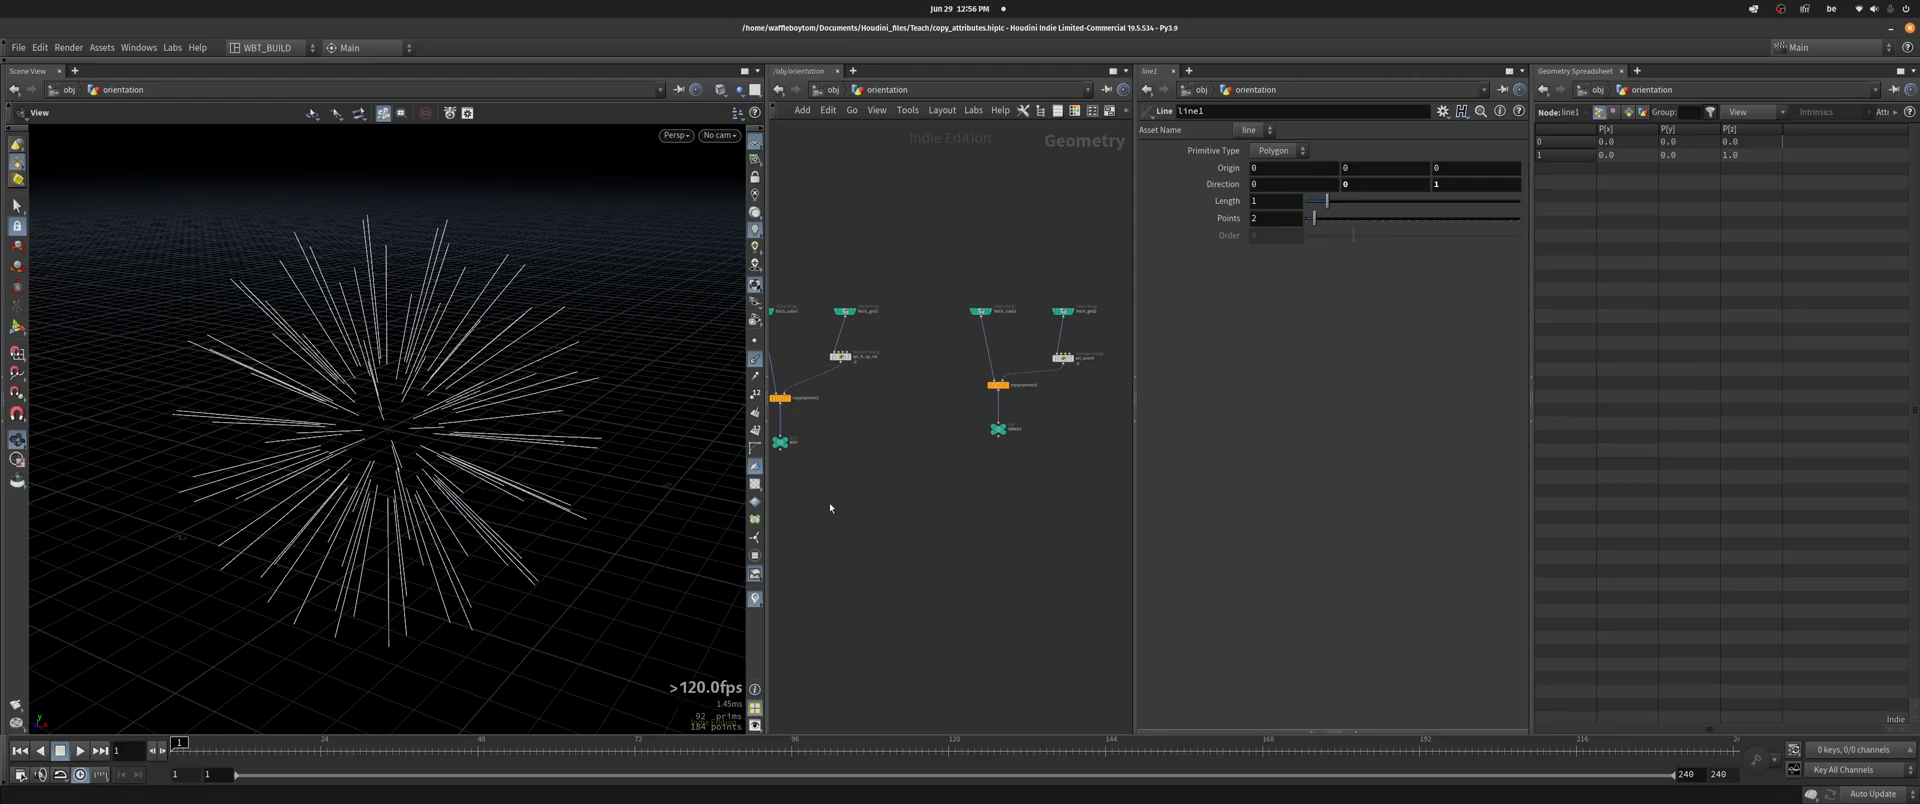 Jun 29 12:56 PM
be
/home/waffleboytom/Documents/Houdini_files/Teach/copy_attributes.hiplc - Houdini Indie Limited-Commercial 19.5.534 - Py3.9
File Edit Render Assets Windows Labs Help WBT_BUILD Main
Main
Scene View
obj orientation
View
Persp
No cam
>120.0fps
1.45ms
92 prims
184 points
/obj/orientation
obj orientation
Add Edit Go View Tools Layout Labs Help
Indie Edition
Geometry
line1
obj orientation
Line line1
Asset Name line
Primitive Type Polygon
Origin 0 0 0
Direction 0 0 1
Length 1
Points 2
Order 4
Geometry Spreadsheet
obj orientation
Node: line1 Group: View Intrinsics Attr
P[x] P[y] P[z]
0 0.0 0.0 0.0
1 0.0 0.0 1.0
Indie
1
1 24 48 72 96 120 144 168 192 216
0 keys, 0/0 channels
1 1
240 240
Key All Channels
Auto Update